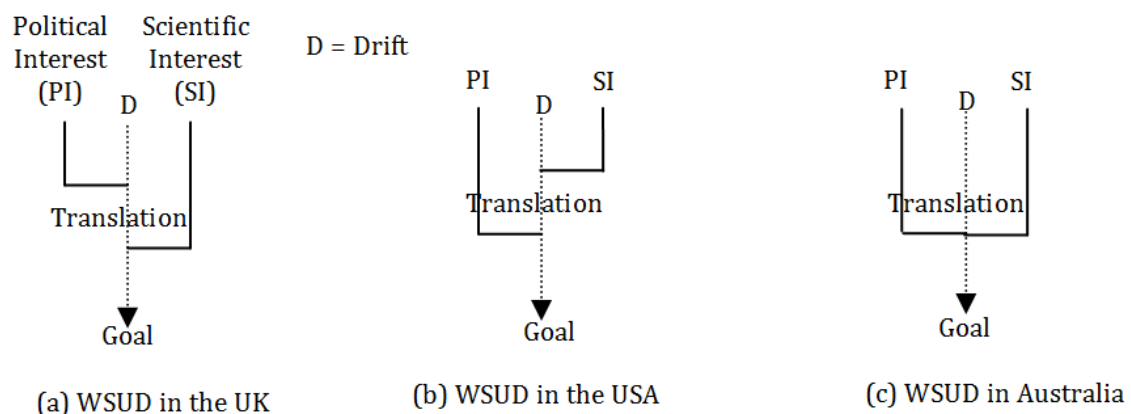 Political
Interest
(PI)
Scientific
Interest
(SI)
D = Drift
D
Translation
Goal
(a) WSUD in the UK
PI
SI
D
Translation
Goal
(b) WSUD in the USA
PI
SI
D
Translation
Goal
(c) WSUD in Australia